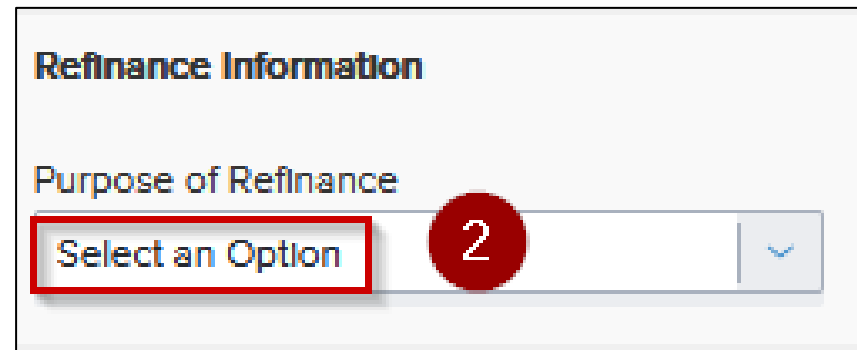 Refinance Information
Purpose of Refinance
Select an Option
2